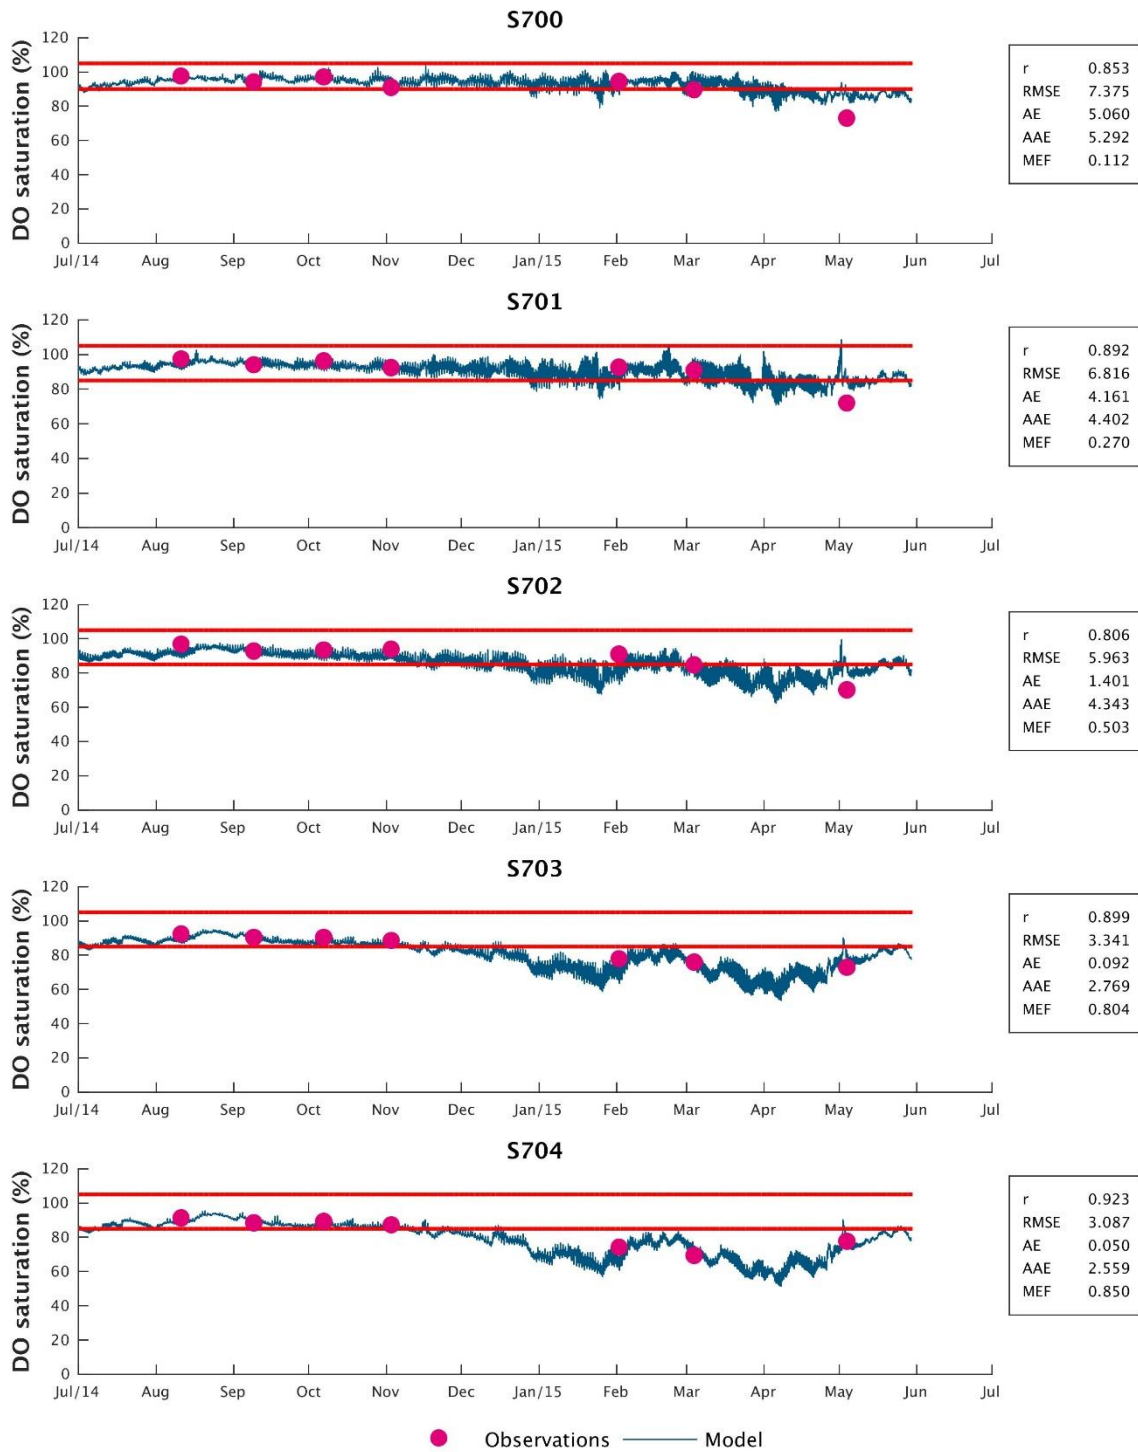 S700
DO saturation (%)
120
100
80
60
40
20
0
Jul/14 Aug Sep Oct Nov Dec Jan/15 Feb Mar Apr May Jun Jul
r 0.853
RMSE 7.375
AE 5.060
AAE 5.292
MEF 0.112
S701
DO saturation (%)
120
100
80
60
40
20
0
Jul/14 Aug Sep Oct Nov Dec Jan/15 Feb Mar Apr May Jun Jul
r 0.892
RMSE 6.816
AE 4.161
AAE 4.402
MEF 0.270
S702
DO saturation (%)
120
100
80
60
40
20
0
Jul/14 Aug Sep Oct Nov Dec Jan/15 Feb Mar Apr May Jun Jul
r 0.806
RMSE 5.963
AE 1.401
AAE 4.343
MEF 0.503
S703
DO saturation (%)
120
100
80
60
40
20
0
Jul/14 Aug Sep Oct Nov Dec Jan/15 Feb Mar Apr May Jun Jul
r 0.899
RMSE 3.341
AE 0.092
AAE 2.769
MEF 0.804
S704
DO saturation (%)
120
100
80
60
40
20
0
Jul/14 Aug Sep Oct Nov Dec Jan/15 Feb Mar Apr May Jun Jul
r 0.923
RMSE 3.087
AE 0.050
AAE 2.559
MEF 0.850
Observations Model